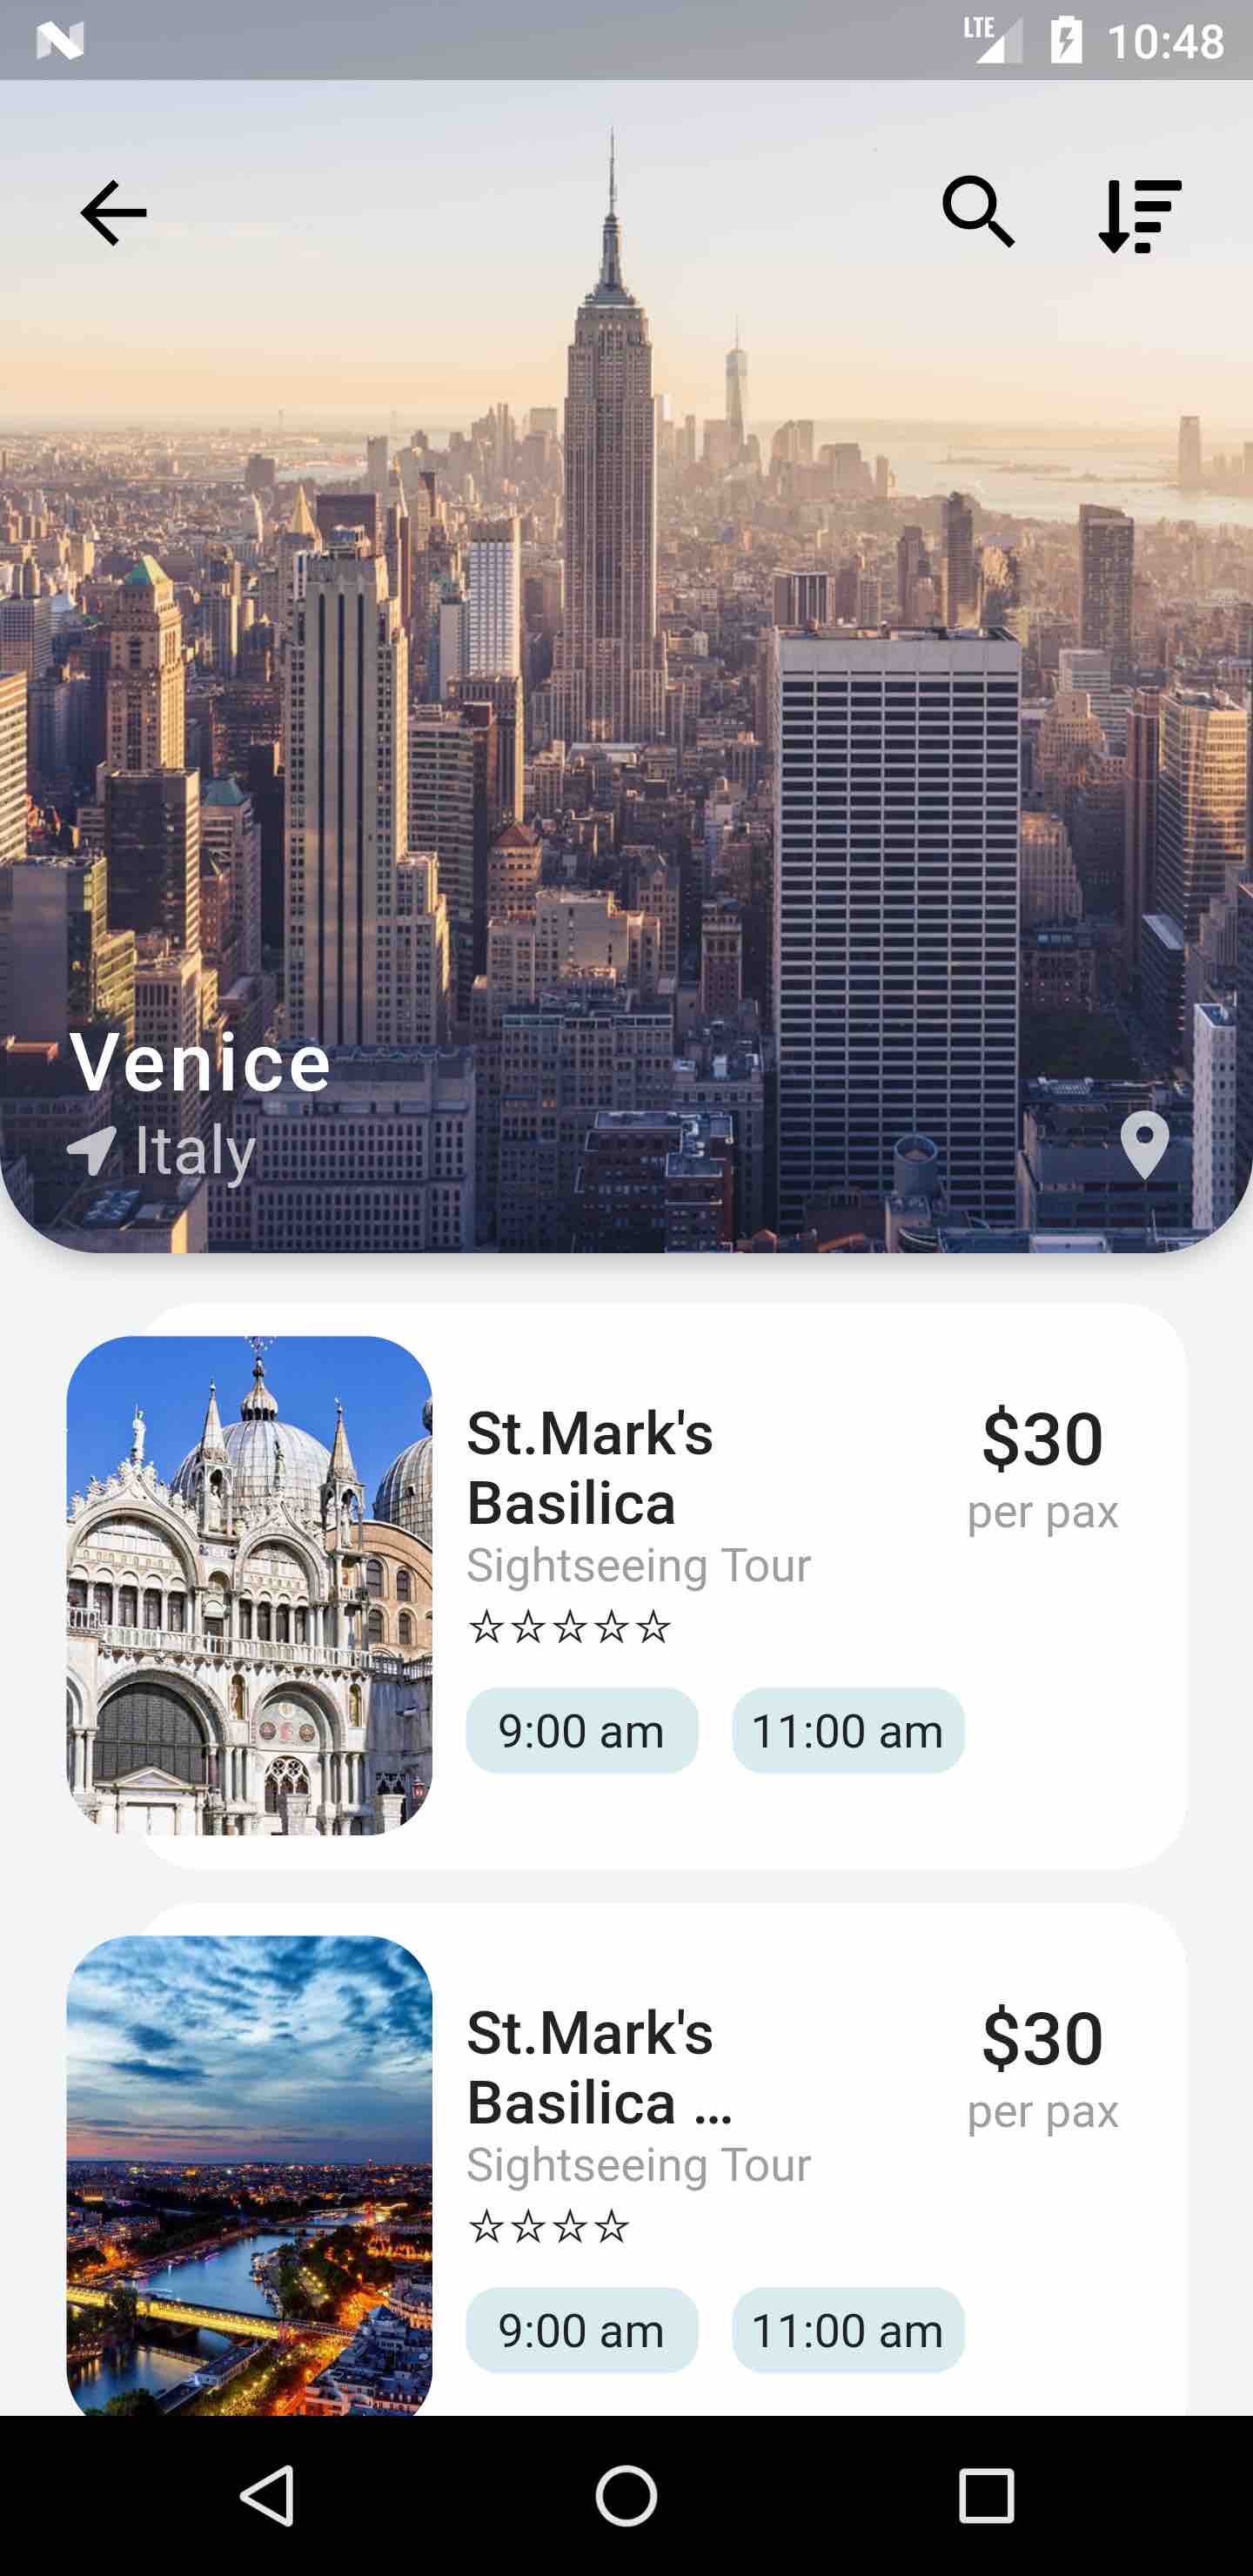 LTE 10:48
Venice
Italy
St.Mark's
Basilica
Sightseeing Tour
☆☆☆☆☆
$30
per pax
9:00 am
11:00 am
St.Mark's
Basilica ...
Sightseeing Tour
☆☆☆☆
$30
per pax
9:00 am
11:00 am